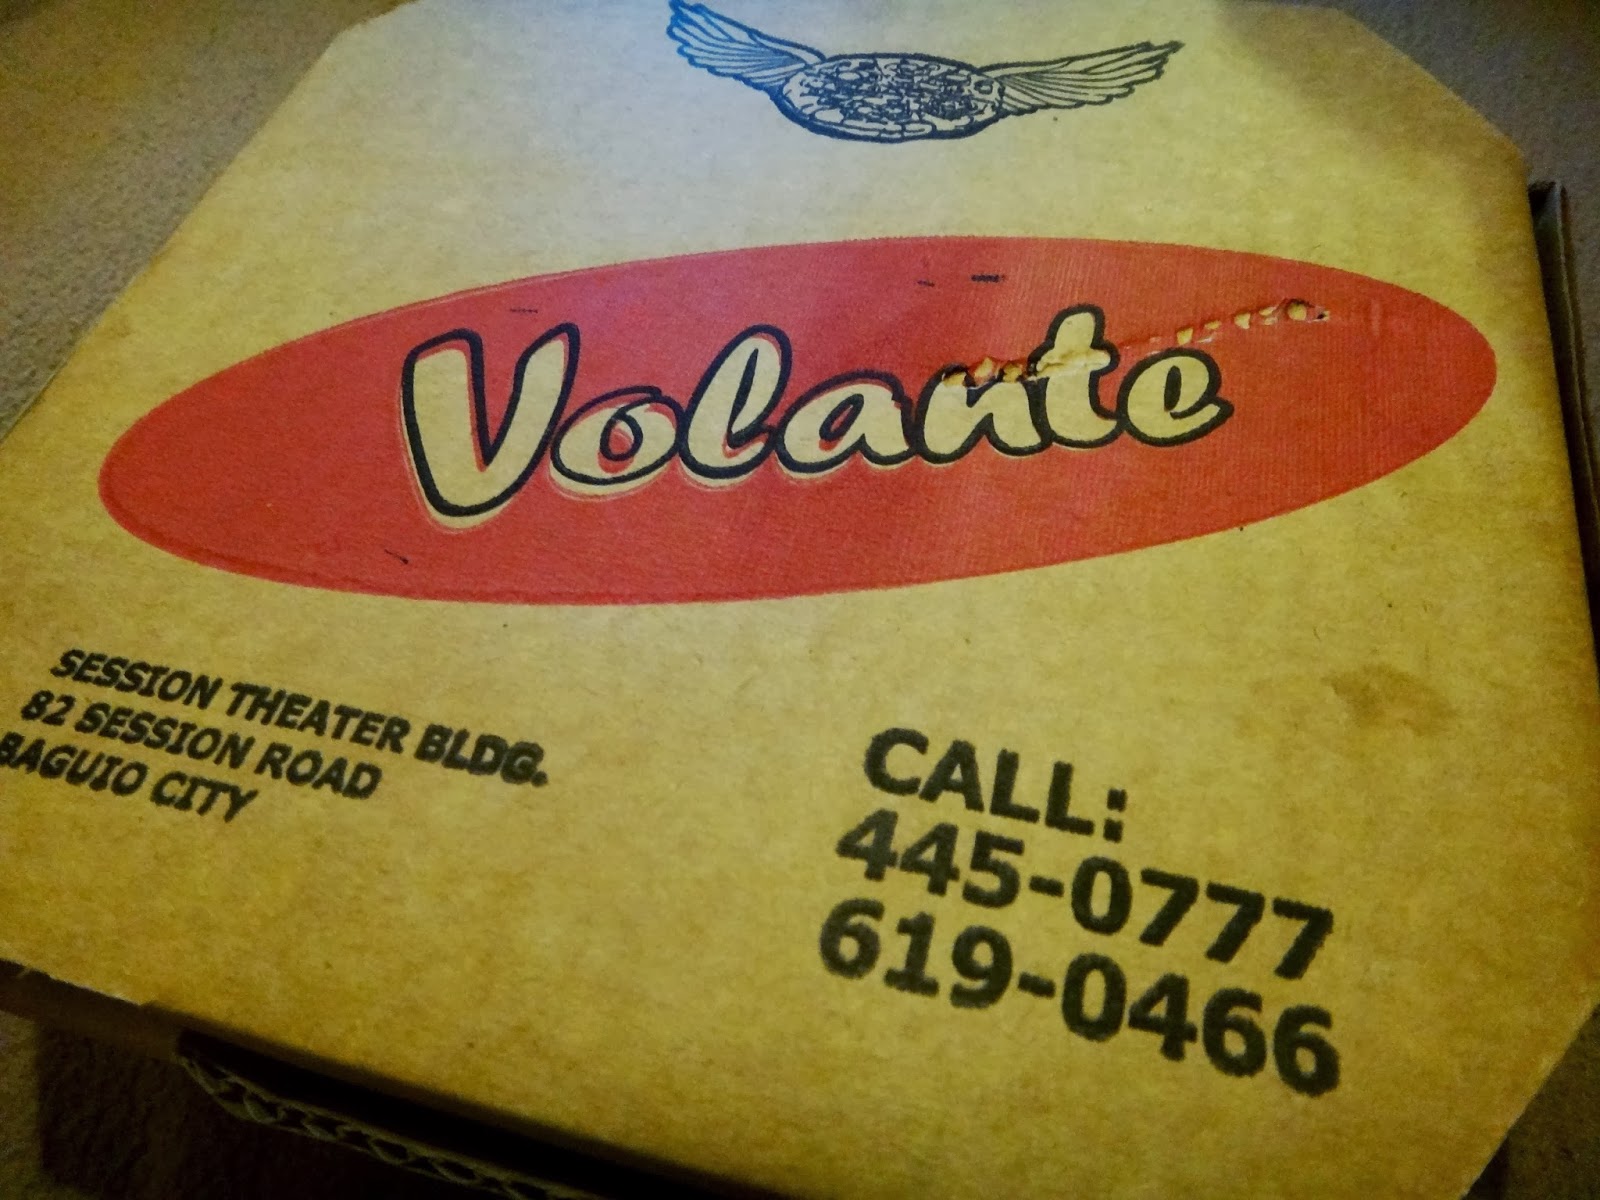 Volante
SESSION THEATER BLDG.
82 SESSION ROAD
BAGUIO CITY
CALL:
445-0777
619-0466